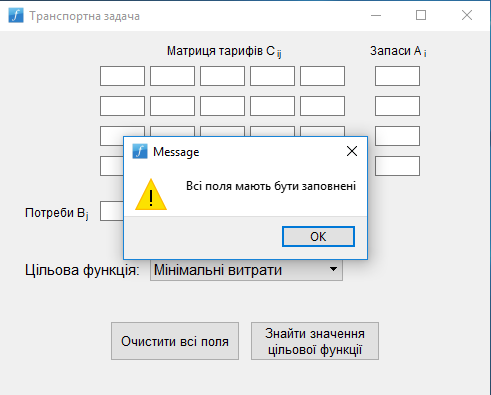 Транспортна задача
Матриця тарифів C ij
Запаси A i
Message
Всі поля мають бути заповнені
OK
Потреби Bj
Цільова функція:
Мінімальні витрати
Очистити всі поля
Знайти значення
цільової функції